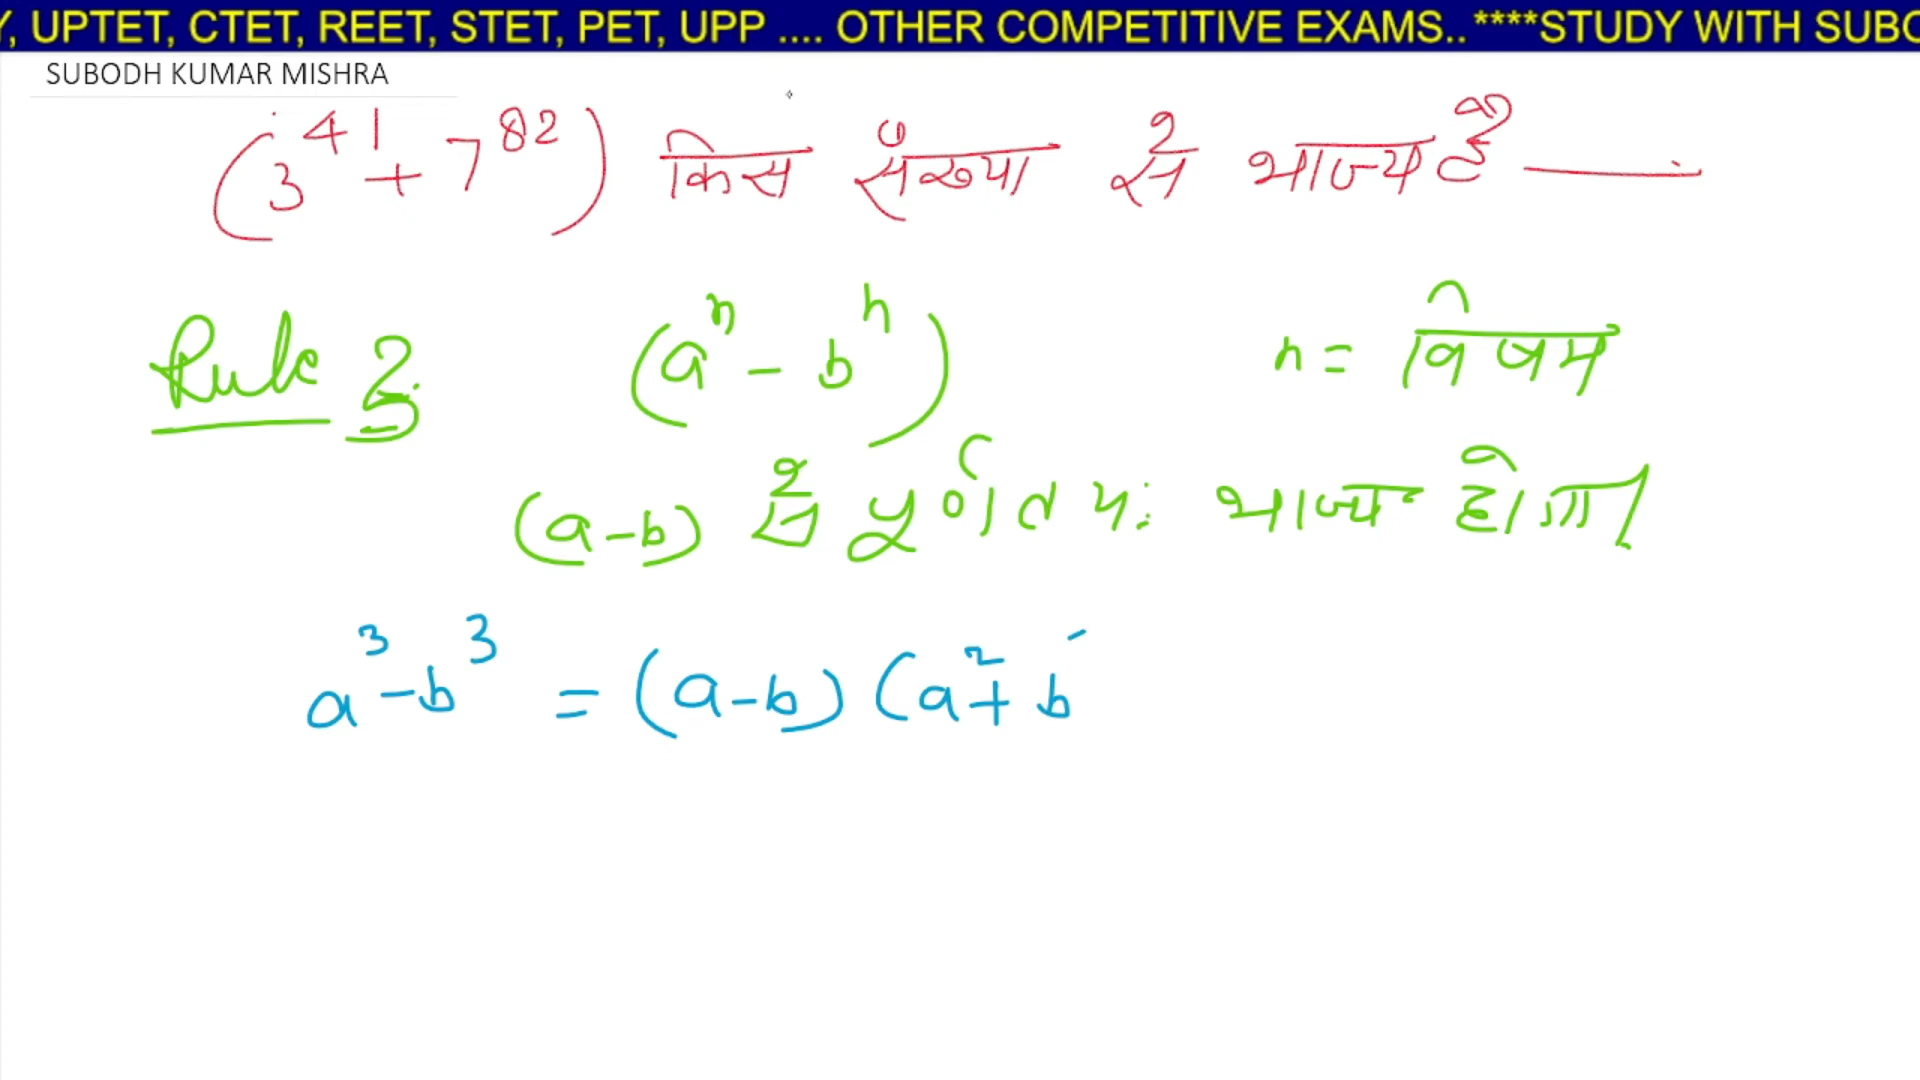 , UPTET, CTET, REET, STET, PET, UPP .... OTHER COMPETITIVE EXAMS.. ****STUDY WITH SUBO
SUBODH KUMAR MISHRA
(3^41 + 7^82) किस संख्या से भाज्य है
Rule 2 (a^n - b^n) n = विषम
(a-b) से पूर्णतयः भाज्य होगा।
a^3 - b^3 = (a-b) (a^2 + b